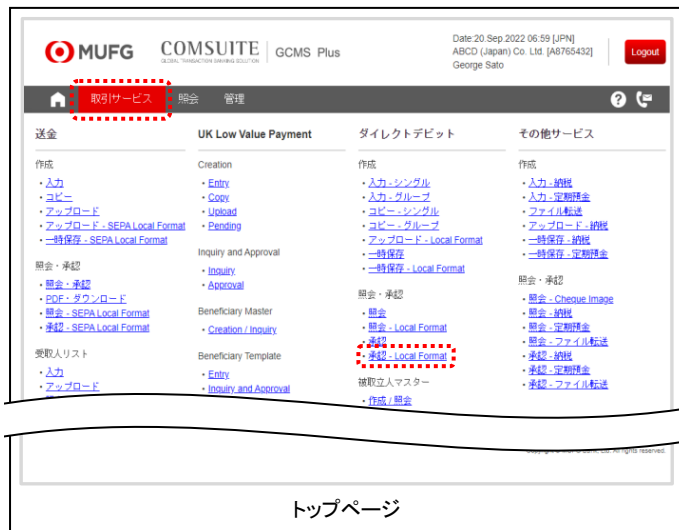 MUFG
COMSUITE GCMS Plus
GLOBAL TRANSACTION BANKING SOLUTION
Date:20.Sep.2022 06:59 [JPN]
ABCD (Japan) Co. Ltd. [A8765432]
George Sato
Logout
取引サービス 照会 管理
送金
作成
・入力
・コピー
・アップロード
・アップロード - SEPA Local Format
・一時保存 - SEPA Local Format
照会・承認
・照会・承認
・PDF・ダウンロード
・照会 - SEPA Local Format
・承認 - SEPA Local Format
受取人リスト
・入力
・アップロード
UK Low Value Payment
Creation
・Entry
・Copy
・Upload
・Pending
Inquiry and Approval
・Inquiry
・Approval
Beneficiary Master
・Creation / Inquiry
Beneficiary Template
・Entry
・Inquiry and Approval
ダイレクトデビット
作成
・入力 - シングル
・入力 - グループ
・コピー - シングル
・コピー - グループ
・アップロード - Local Format
・一時保存
・一時保存 - Local Format
照会・承認
・照会
・照会 - Local Format
・承認
・承認 - Local Format
被取立人マスター
・作成 / 照会
その他サービス
作成
・入力 - 納税
・入力 - 定期預金
・ファイル転送
・アップロード - 納税
・一時保存 - 納税
・一時保存 - 定期預金
照会・承認
・照会 - Cheque Image
・照会 - 納税
・照会 - 定期預金
・照会 - ファイル転送
・承認 - 納税
・承認 - 定期預金
・承認 - ファイル転送
All rights reserved.
トップページ